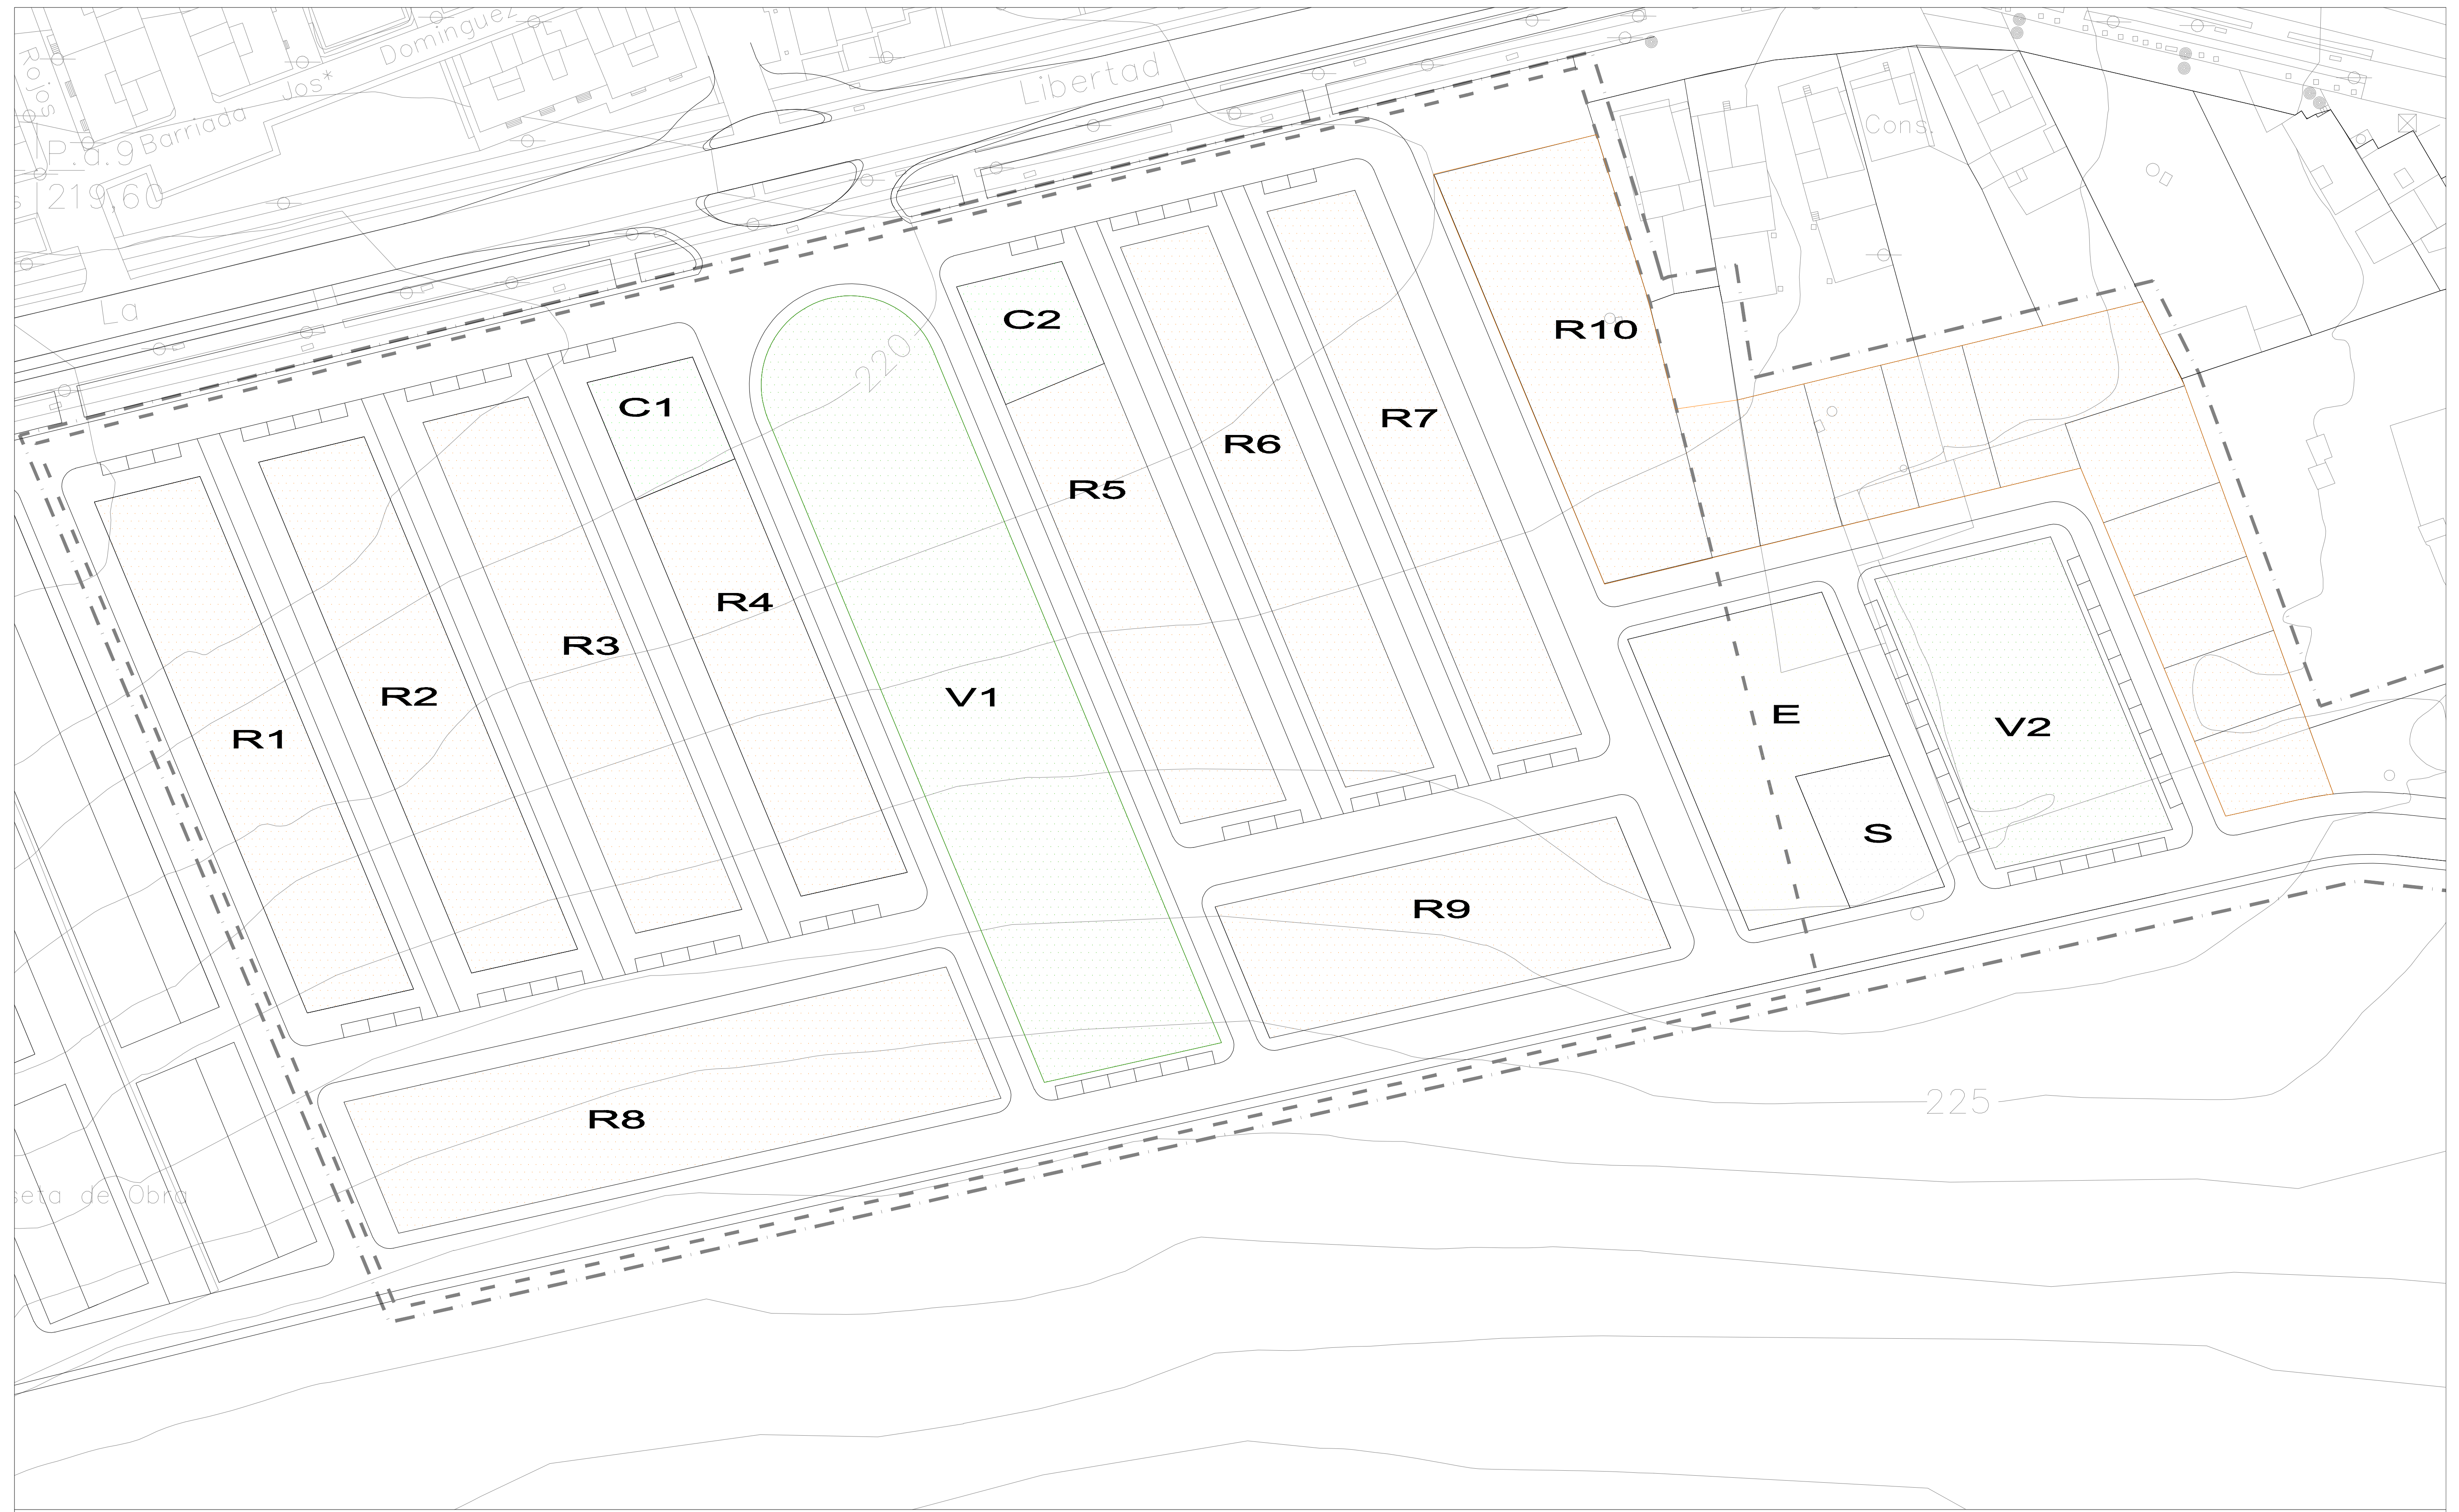 Barriada Jos* Dominguez
P.d.9
219,60
La Libertad
Cons.
220
C2
R10
C1
R7
R6
R5
R4
R3
V1
R2
R1
E
V2
S
R9
R8
225
seta de Obra